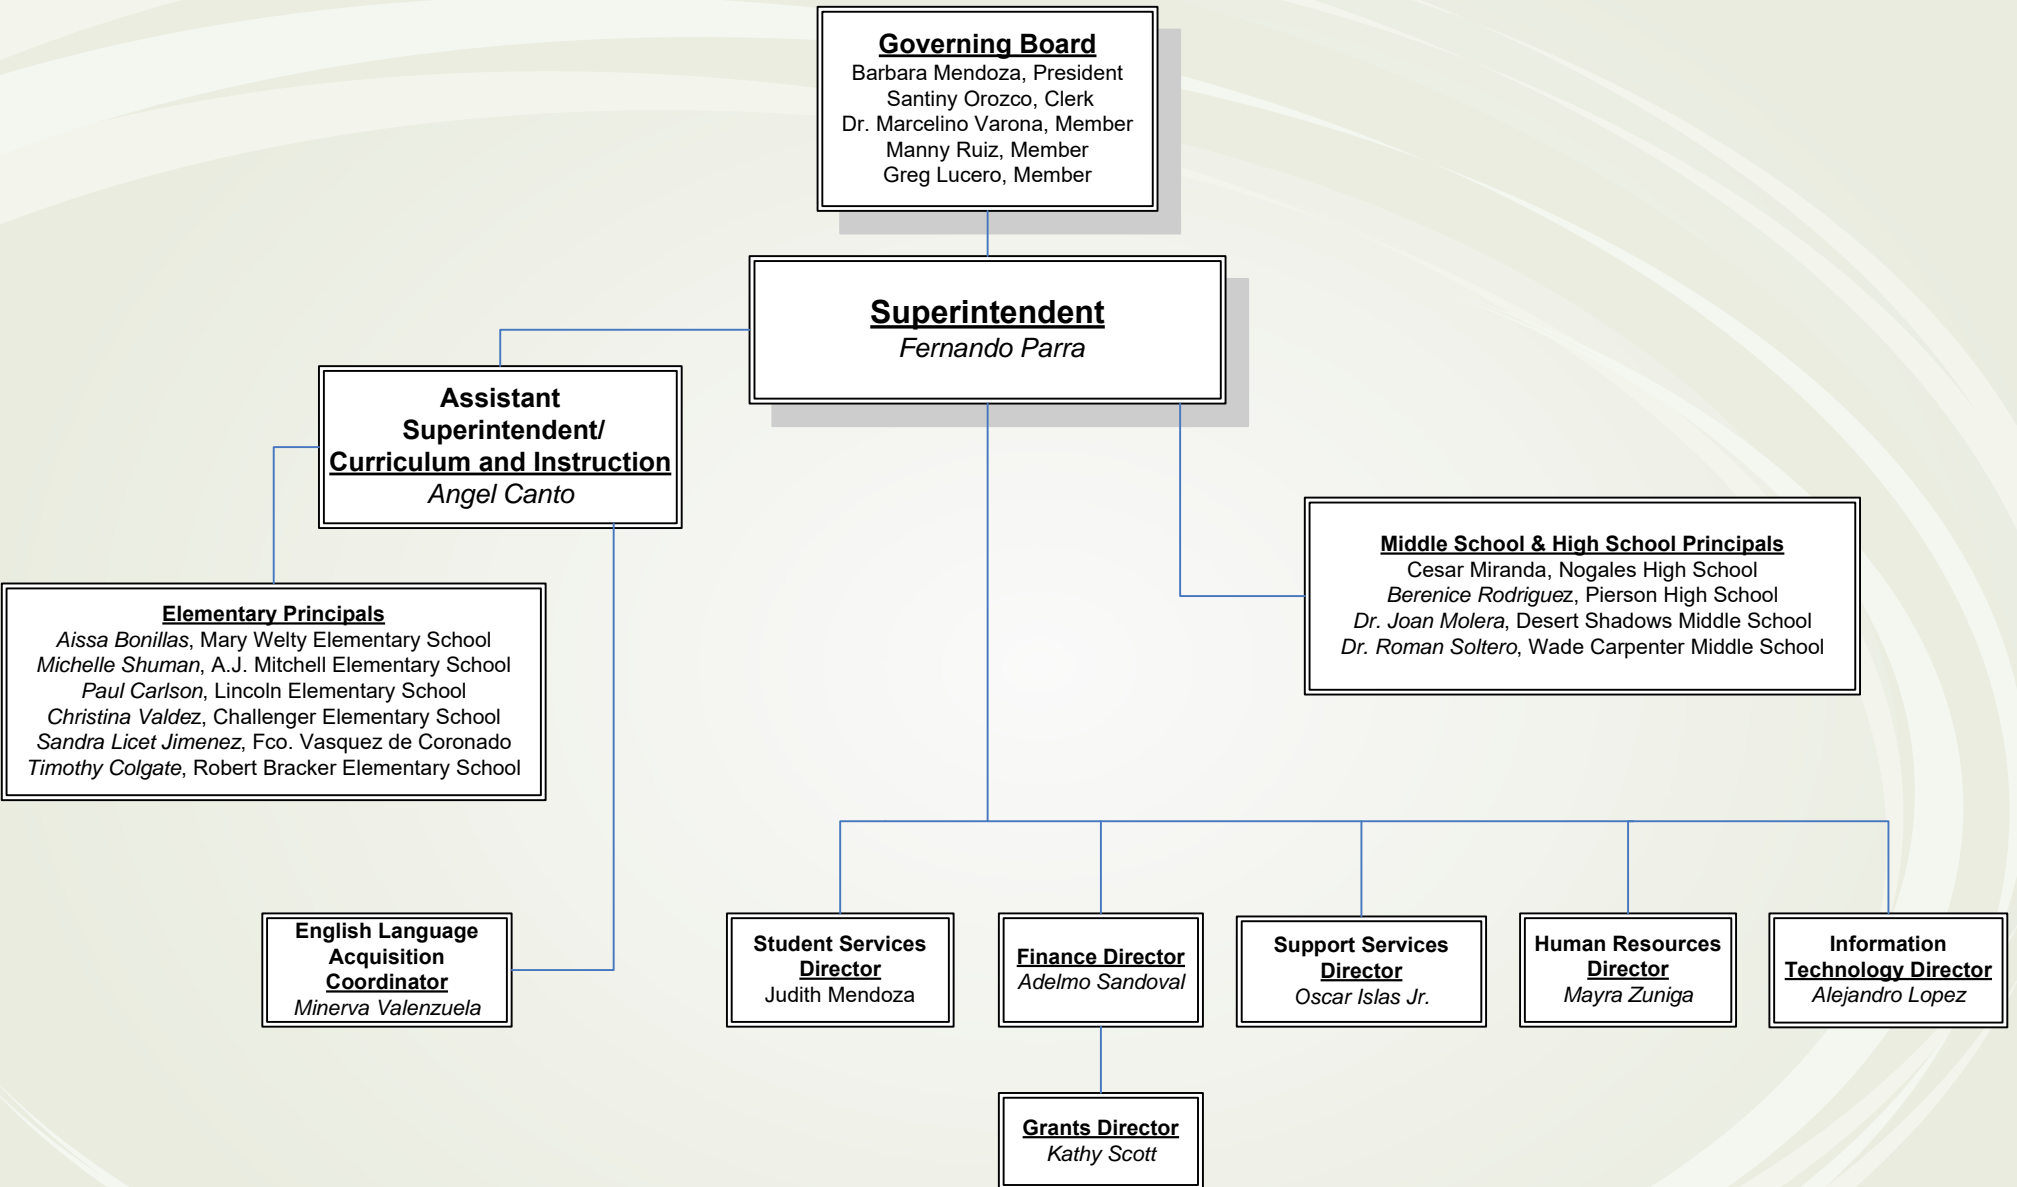 Governing Board
Barbara Mendoza, President
Santiny Orozco, Clerk
Dr. Marcelino Varona, Member
Manny Ruiz, Member
Greg Lucero, Member
Superintendent
Fernando Parra
Assistant
Superintendent/
Curriculum and Instruction
Angel Canto
Middle School & High School Principals
Cesar Miranda, Nogales High School
Berenice Rodriguez, Pierson High School
Dr. Joan Molera, Desert Shadows Middle School
Dr. Roman Soltero, Wade Carpenter Middle School
Elementary Principals
Aissa Bonillas, Mary Welty Elementary School
Michelle Shuman, A.J. Mitchell Elementary School
Paul Carlson, Lincoln Elementary School
Christina Valdez, Challenger Elementary School
Sandra Licet Jimenez, Fco. Vasquez de Coronado
Timothy Colgate, Robert Bracker Elementary School
English Language
Acquisition
Coordinator
Minerva Valenzuela
Student Services
Director
Judith Mendoza
Finance Director
Adelmo Sandoval
Support Services
Director
Oscar Islas Jr.
Human Resources
Director
Mayra Zuniga
Information
Technology Director
Alejandro Lopez
Grants Director
Kathy Scott